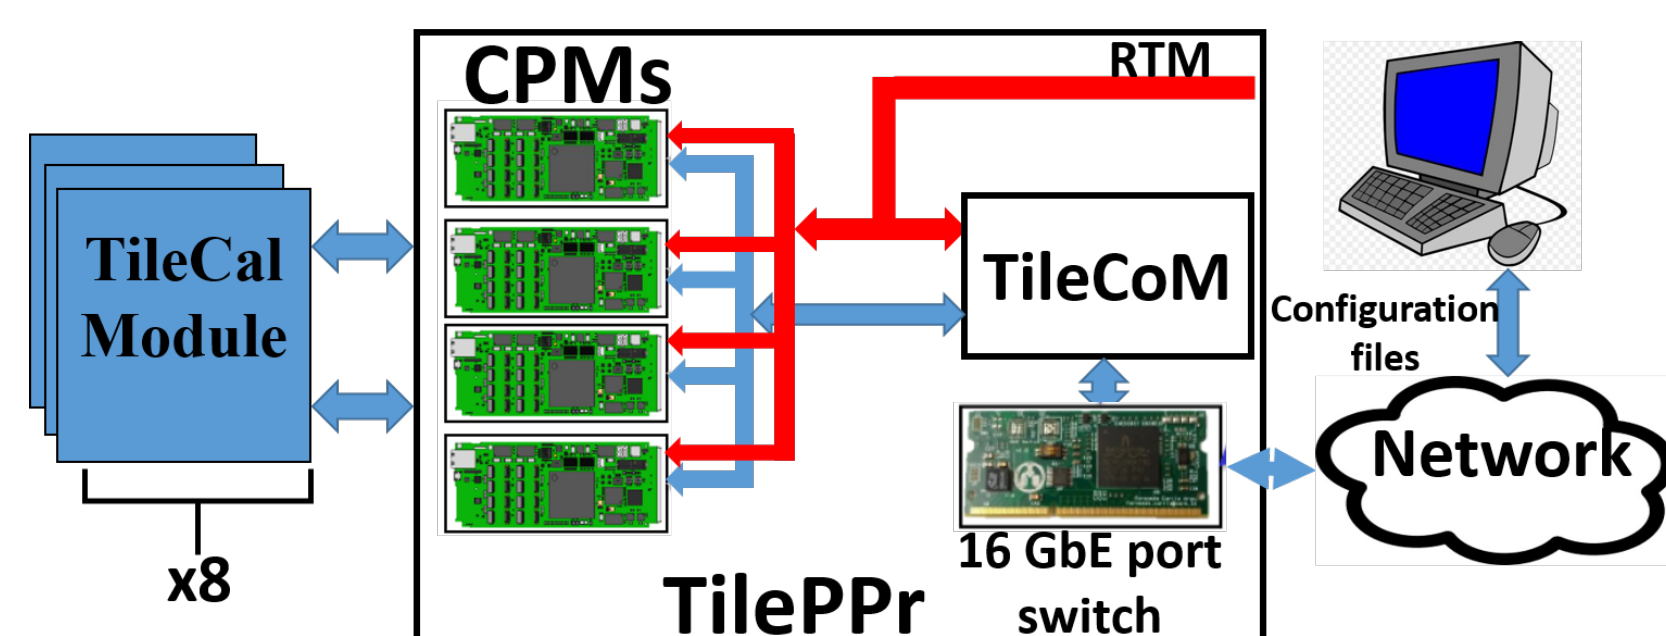 CPMs
RTM
TileCal
Module
TileCoM
Configuration
files
Network
16 GbE port
switch
x8
TilePPr